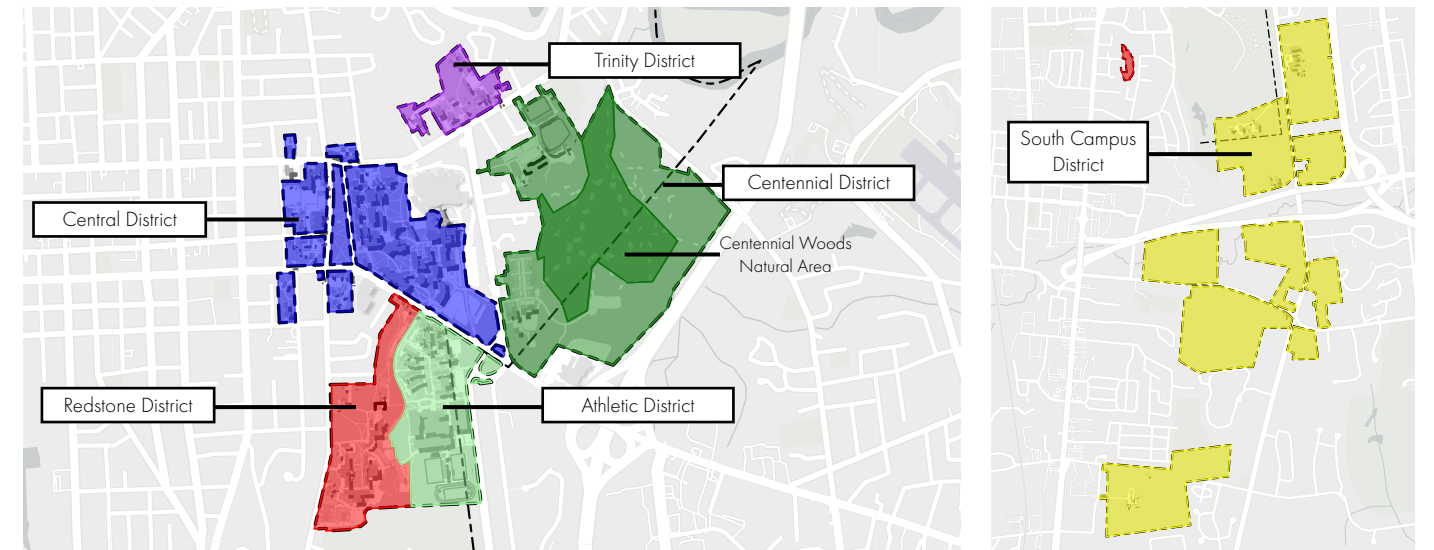 Trinity District
Centennial District
Central District
Centennial Woods
Natural Area
Redstone District
Athletic District
South Campus
District